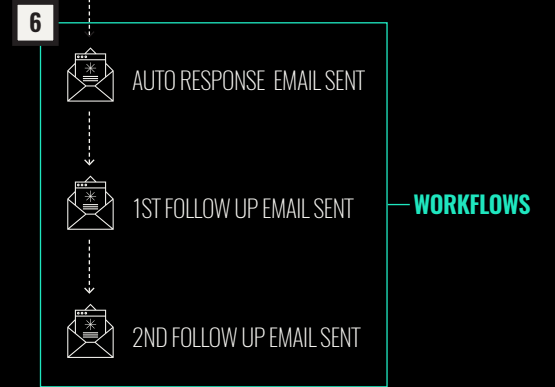 6
AUTO RESPONSE EMAIL SENT
1ST FOLLOW UP EMAIL SENT
WORKFLOWS
2ND FOLLOW UP EMAIL SENT